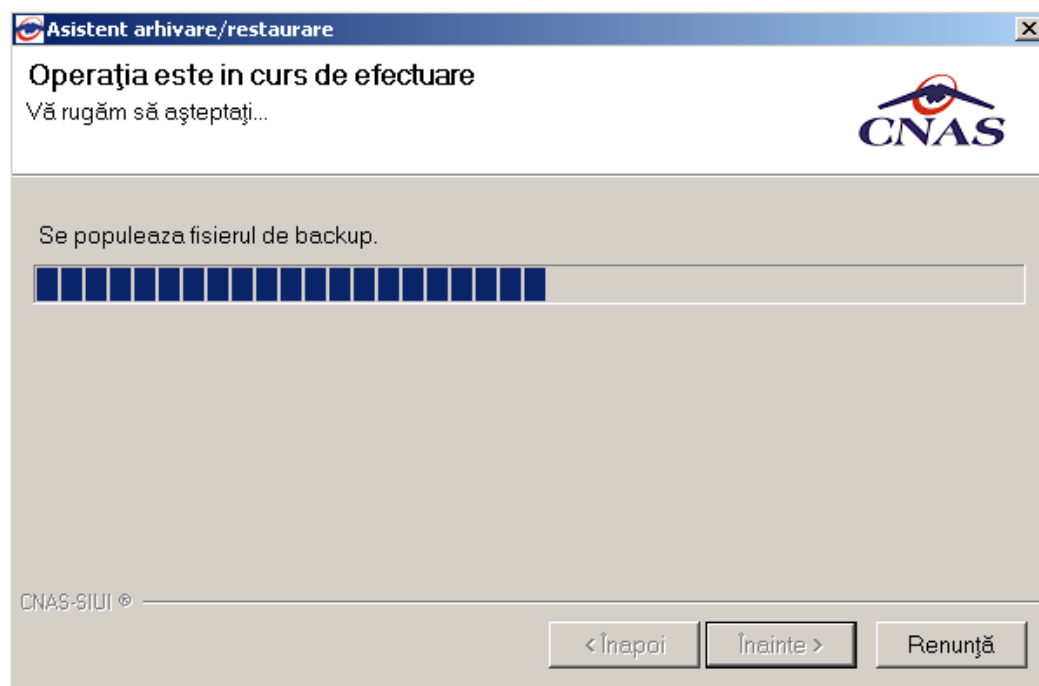 Asistent arhivare/restaurare
Operaţia este in curs de efectuare
Vă rugăm să aşteptaţi...
CNAS
Se populeaza fisierul de backup.
CNAS-SIUI ®
< Înapoi
Înainte >
Renunţă